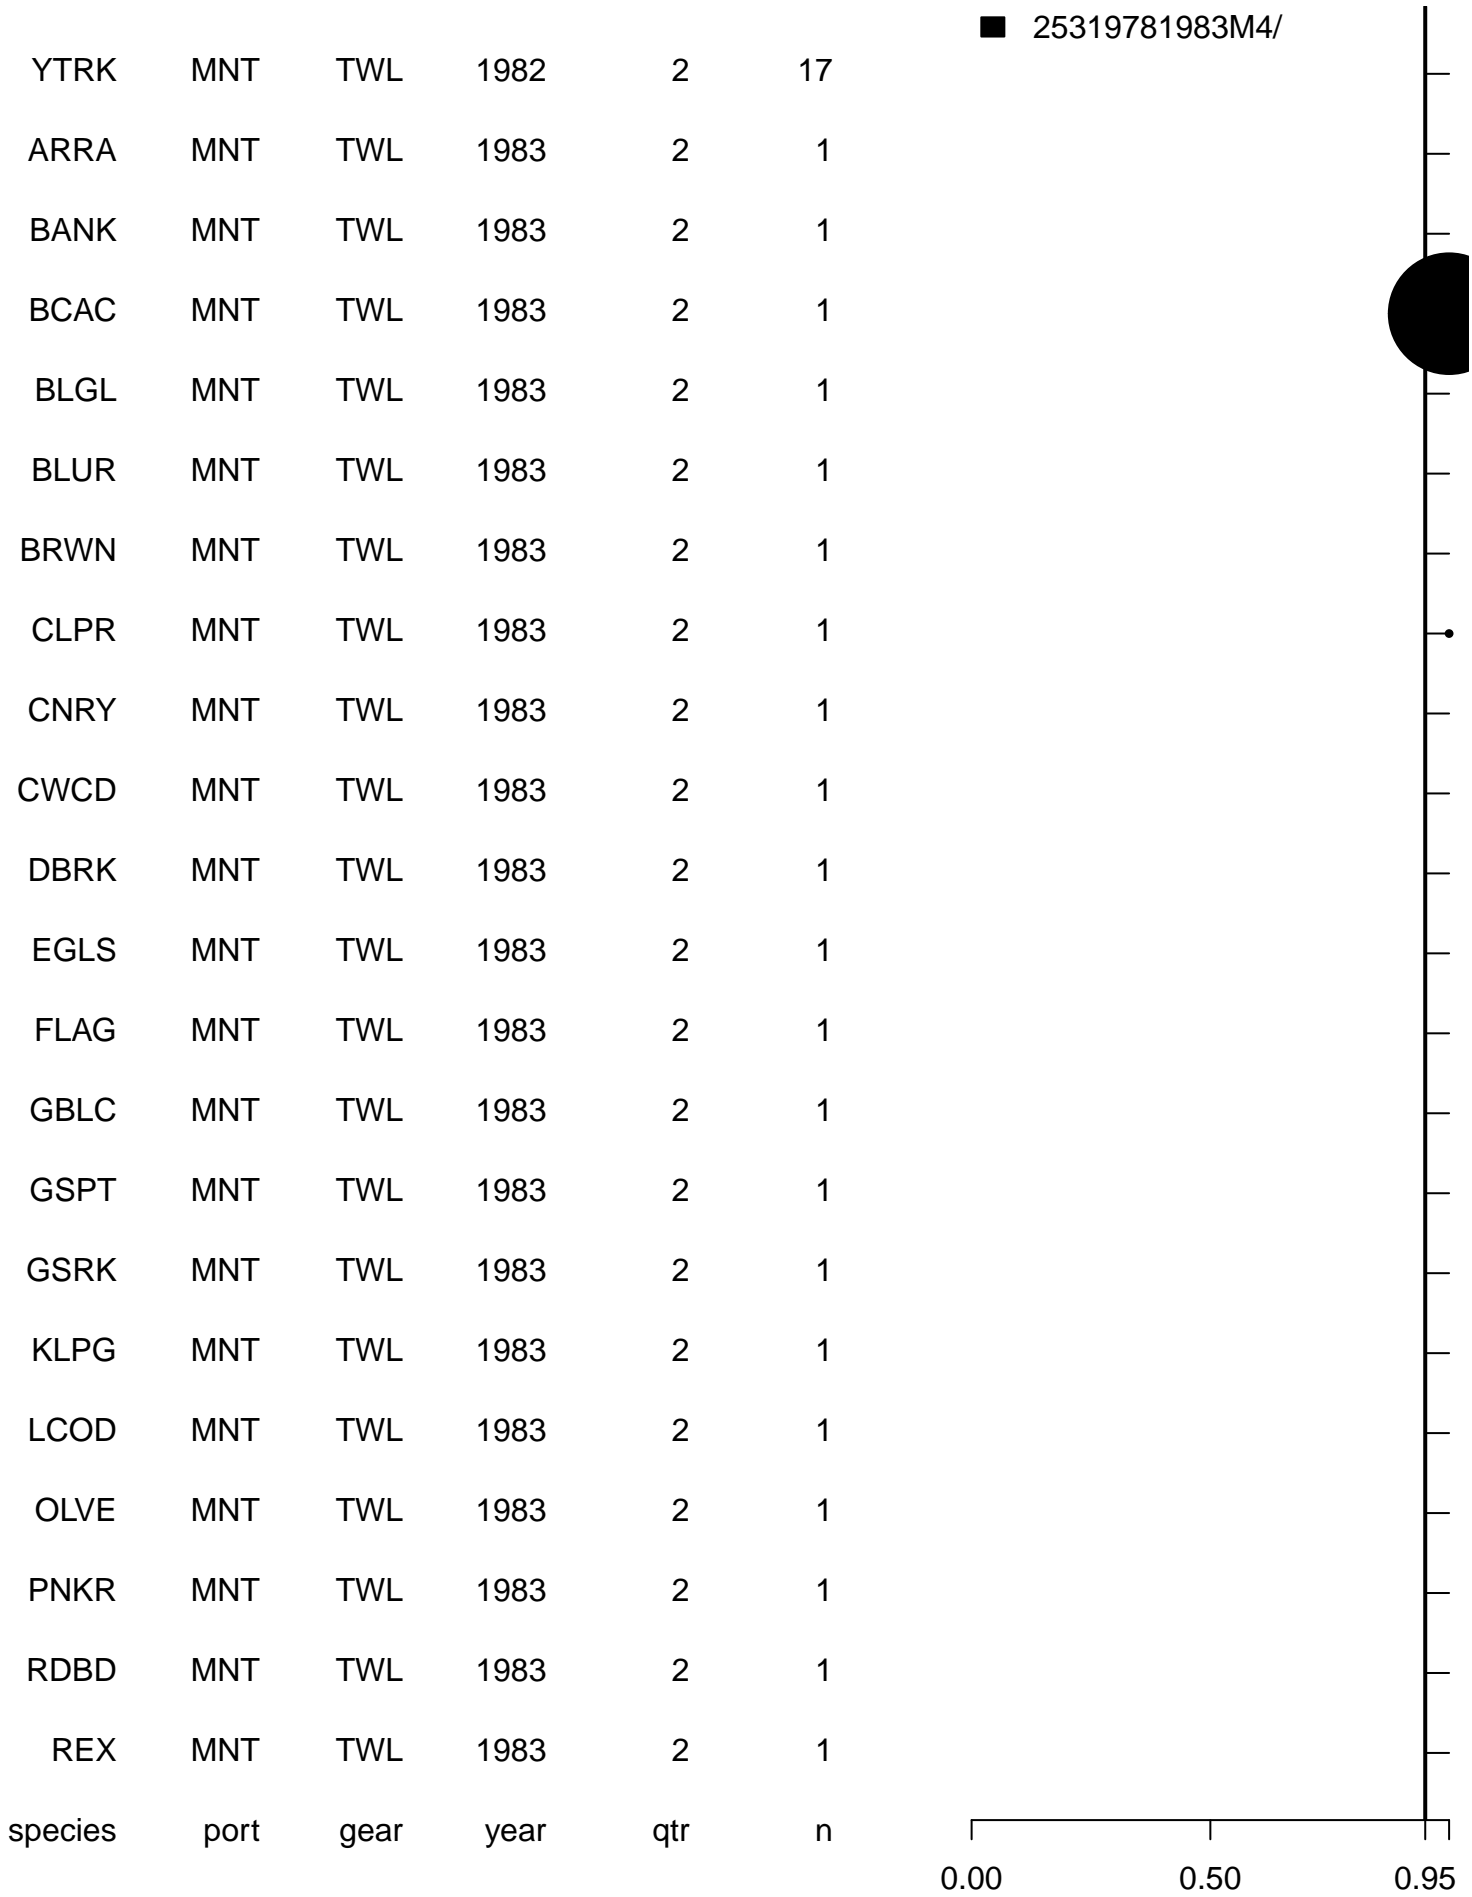 25319781983M4/
YTRK MNT TWL 1982 2 17
ARRA MNT TWL 1983 2 1
BANK MNT TWL 1983 2 1
BCAC MNT TWL 1983 2 1
BLGL MNT TWL 1983 2 1
BLUR MNT TWL 1983 2 1
BRWN MNT TWL 1983 2 1
CLPR MNT TWL 1983 2 1
CNRY MNT TWL 1983 2 1
CWCD MNT TWL 1983 2 1
DBRK MNT TWL 1983 2 1
EGLS MNT TWL 1983 2 1
FLAG MNT TWL 1983 2 1
GBLC MNT TWL 1983 2 1
GSPT MNT TWL 1983 2 1
GSRK MNT TWL 1983 2 1
KLPG MNT TWL 1983 2 1
LCOD MNT TWL 1983 2 1
OLVE MNT TWL 1983 2 1
PNKR MNT TWL 1983 2 1
RDBD MNT TWL 1983 2 1
REX MNT TWL 1983 2 1
species port gear year qtr n
0.00 0.50 0.95